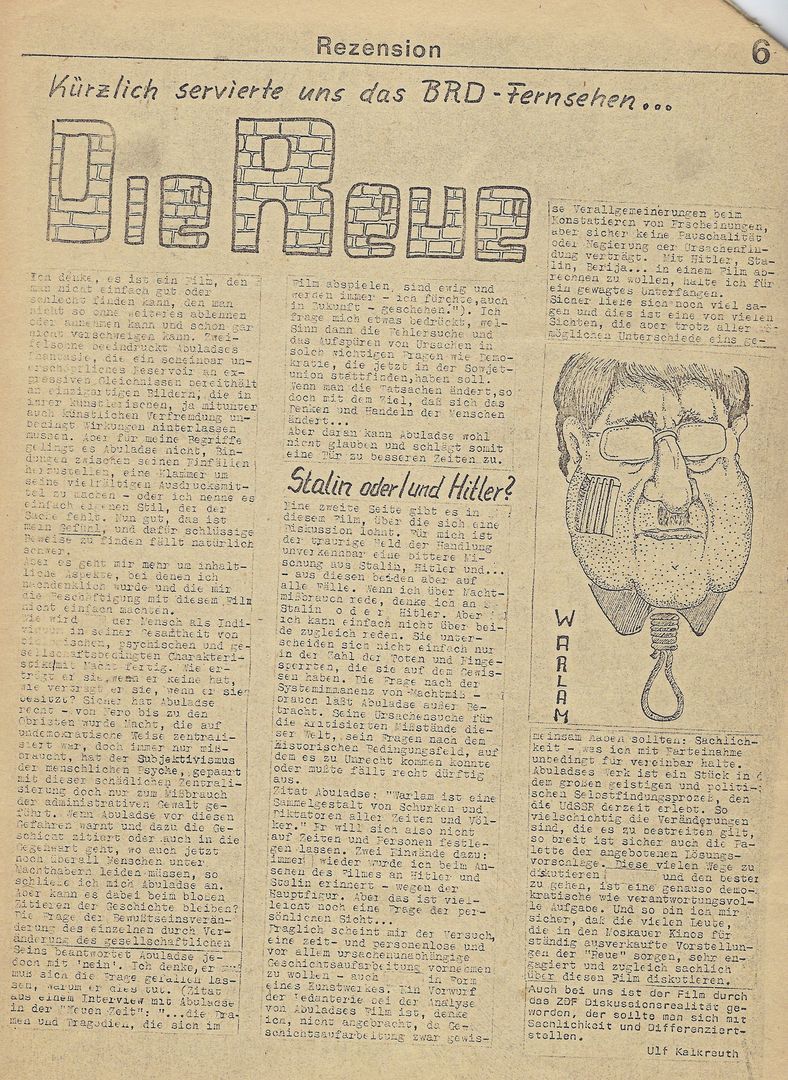 Rezension
6
Kürzlich servierte uns das BRD-Fernsehen...
Die Reue
Ich denke, es ist ein Film, den
man nicht einfach gut oder
schlecht finden kann, den man
nicht so ohne weiteres ablehnen
oder annehmen kann und schon gar
nicht verschweigen kann. Zwei-
felsohne beeindruckt Abuladses
Phantasie, die ein scheinbar un-
erschöpfliches Reservoir an ex-
pressiven Gleichnissen bereithält
an einzigartigen Bildern, die in
ihrer künstlerischen, ja mitunter
auch künstlichen Verfremdung un-
bedingt Wirkungen hinterlassen
müssen. Aber für meine Begriffe
gelingt es Abuladse nicht, Bin-
dungen zwischen seinen Einfällen
herzustellen, eine Klammer um
seine vielfältigen Ausdrucksmit-
tel zu machen - oder ich nenne es
einfach eigenen Stil, der der
Sache fehlt. Nun gut, das ist
mein Gefühl, und dafür schlüssige
Beweise zu finden fällt natürlich
schwer.
Aber es geht mir mehr um inhalt-
liche Aspekte, bei denen ich
nachdenklich wurde und die mir
die Beschäftigung mit diesem Film
nicht einfach machten.
Wie wird der Mensch als Indi-
viduum in seiner Gesamtheit von
psychischen und ge-
sellschaftsbedingten Charakteri-
stika mit Macht fertig. Wie er-
trägt er sie, wenn er keine hat,
wie verträgt er sie, wenn er sie
besitzt? Sicher hat Abuladse
recht - von Nero bis zu den
Obristen wurde Macht, die auf
undemokratische Weise zentrali-
siert war, doch immer nur miß-
braucht, hat der Subjektivismus
der menschlichen Psyche, gepaart
mit dieser schädlichen Zentrali-
sierung doch nur zum Mißbrauch
der administrativen Gewalt ge-
führt. Wenn Abuladse vor diesen
Gefahren warnt und dazu die Ge-
schichte zitiert oder auch in die
Gegenwart geht, wo auch jetzt
noch überall Menschen unter
Machthabern leiden müssen, so
schließe ich mich Abuladse an.
Aber kann es dabei beim bloßen
Zitieren der Geschichte bleiben?
Die Frage der Bewußtseinsverän-
derung des einzelnen durch Ver-
änderung des gesellschaftlichen
Seins beantwortet Abuladse je-
doch mit 'nein'. Ich denke, er muß
muß sich die Frage gefallen las-
sen, warum er dies tut. (Zitat
aus einem Interview mit Abuladse
in der "Neuen Zeit": "...die Dra-
men und Tragödien, die sich im
Film abspielen, sind ewig und
werden immer - ich fürchte, auch
in Zukunft - geschehen."). Ich
frage mich etwas bedrückt, wel-
Sinn dann die Fehlersuche und
das Aufspüren von Ursachen in
solch wichtigen Fragen wie Demo-
kratie, die jetzt in der Sowjet-
union stattfinden, haben soll.
Wenn man die Tatsachen ändert, so
doch mit dem Ziel, daß sich das
Denken und Handeln der Menschen
ändert...
Aber daran kann Abuladse wohl
nicht glauben und schlägt somit
eine Tür zu besseren Zeiten zu.
Stalin oder/und Hitler?
Eine zweite Seite gibt es in
diesem Film, über die sich eine
Diskussion lohnt. Für mich ist
der traurige Held der Handlung
unverkennbar eine bittere Mi-
schung aus Stalin, Hitler und...
- aus diesen beiden aber auf
alle Fälle. Wenn ich über Macht-
mißbrauch rede, denke ich an
Stalin o d e r Hitler. Aber
ich kann einfach nicht über bei-
de zugleich reden. Sie unter-
scheiden sich nicht einfach nur
in der Zahl der Toten und Einge-
sperrten, die sie auf dem Gewis-
sen haben. Die Frage nach der
Systemimmanenz von Machtmiß-
brauch läßt Abuladse außer Be-
tracht. Seine Ursachensuche für
die kritisierten Mißstände die-
ser Welt, sein Fragen nach dem
historischen Bedingungsfeld, auf
dem es zu Unrecht kommen konnte
oder mußte fällt recht dürftig
aus.
Zitat Abuladse: "Warlam ist eine
Sammelgestalt von Schurken und
Diktatoren aller Zeiten und Völ-
ker." Er will sich also nicht
auf Zeiten und Personen festle-
gen lassen. Zwei Einwände dazu:
immer wieder wurde ich beim An-
sehen des Filmes an Hitler und
Stalin erinnert - wegen der
Hauptfigur. Aber das ist viel-
leicht noch eine Frage der per-
sönlichen Sicht...
Fraglich scheint mir der Versuch,
eine zeit- und personenlose und
vor allem ursachenunabhängige
Geschichtsaufarbeitung vornehmen
zu wollen - auch in Form
eines Kunstwerkes. Ein Vorwurf
der Pedanterie bei der Analyse
von Abuladses Film ist, denke
ich, nicht angebracht, da Ge-
schichtsaufarbeitung zwar gewis-
se Verallgemeinerungen beim
Konstatieren von Erscheinungen,
aber sicher keine Pauschalität
oder Negierung der Ursachenfin-
dung verträgt. Mit Hitler, Sta-
lin, Berija... in einem Film ab-
rechnen zu wollen, halte ich für
ein gewagtes Unterfangen.
Sicher ließe sich noch viel sa-
gen und dies ist eine von vielen
Sichten, die aber trotz aller
möglichen Unterschiede eins ge-
WARLAM
meinsam haben sollten: Sachlich-
keit - was ich mit Parteinahme
unbedingt für vereinbar halte.
Abuladses Werk ist ein Stück in
dem großen geistigen und politi-
schen Selbstfindungsprozeß, den
die UdSSR derzeit erlebt. So
vielschichtig die Veränderungen
sind, die es zu bestreiten gilt,
so breit ist sicher auch die Pa-
lette der angebotenen Lösungs-
vorschläge. Diese vielen Wege zu
diskutieren und den besten
zu gehen, ist eine genauso demo-
kratische wie verantwortungsvol-
le Aufgabe. Und so bin ich mir
sicher, daß die vielen Leute,
die in den Moskauer Kinos für
ständig ausverkaufte Vorstellun-
gen der "Reue" sorgen, sehr en-
gagiert und zugleich sachlich
über diesen Film diskutieren.
Auch bei uns ist der Film durch
das ZDF Diskussionsrealität ge-
worden, der sollte man sich mit
Sachlichkeit und Differenziert-
stellen.
Ulf Kalkreuth